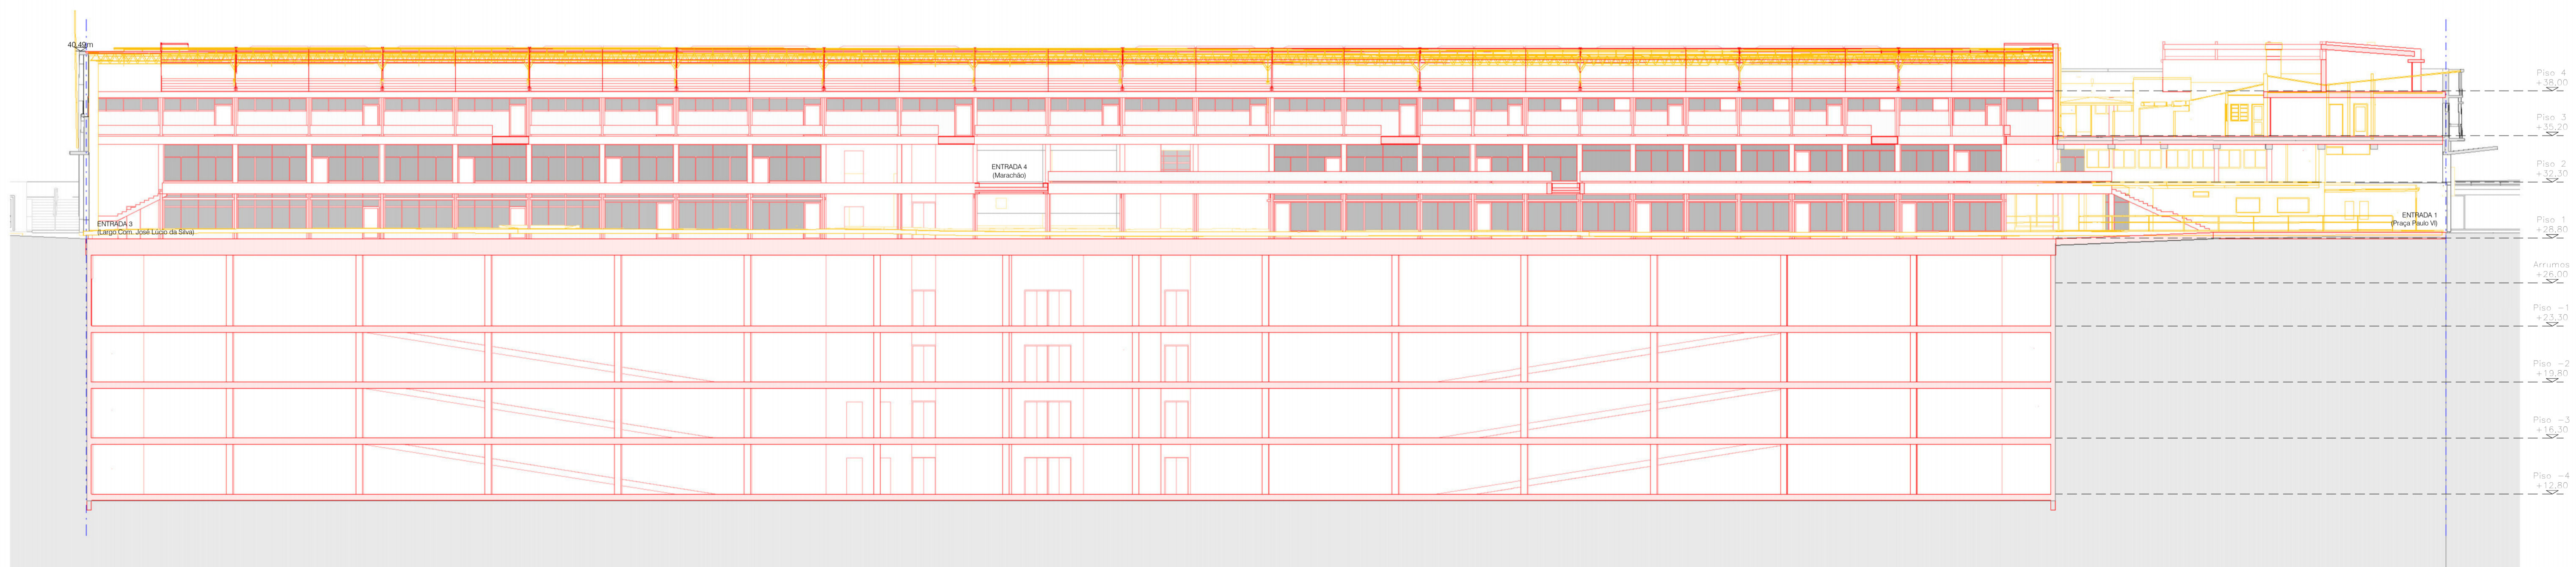 40,49m
Piso 4
+38,00
Piso 3
+35,20
ENTRADA 4
(Marachão)
Piso 2
+32,30
ENTRADA 3
(Largo Com. José Lúcio da Silva)
ENTRADA 1
(Praça Paulo VI)
Piso 1
+28,80
Arrumos
+26,00
Piso -1
+23,30
Piso -2
+19,80
Piso -3
+16,30
Piso -4
+12,80